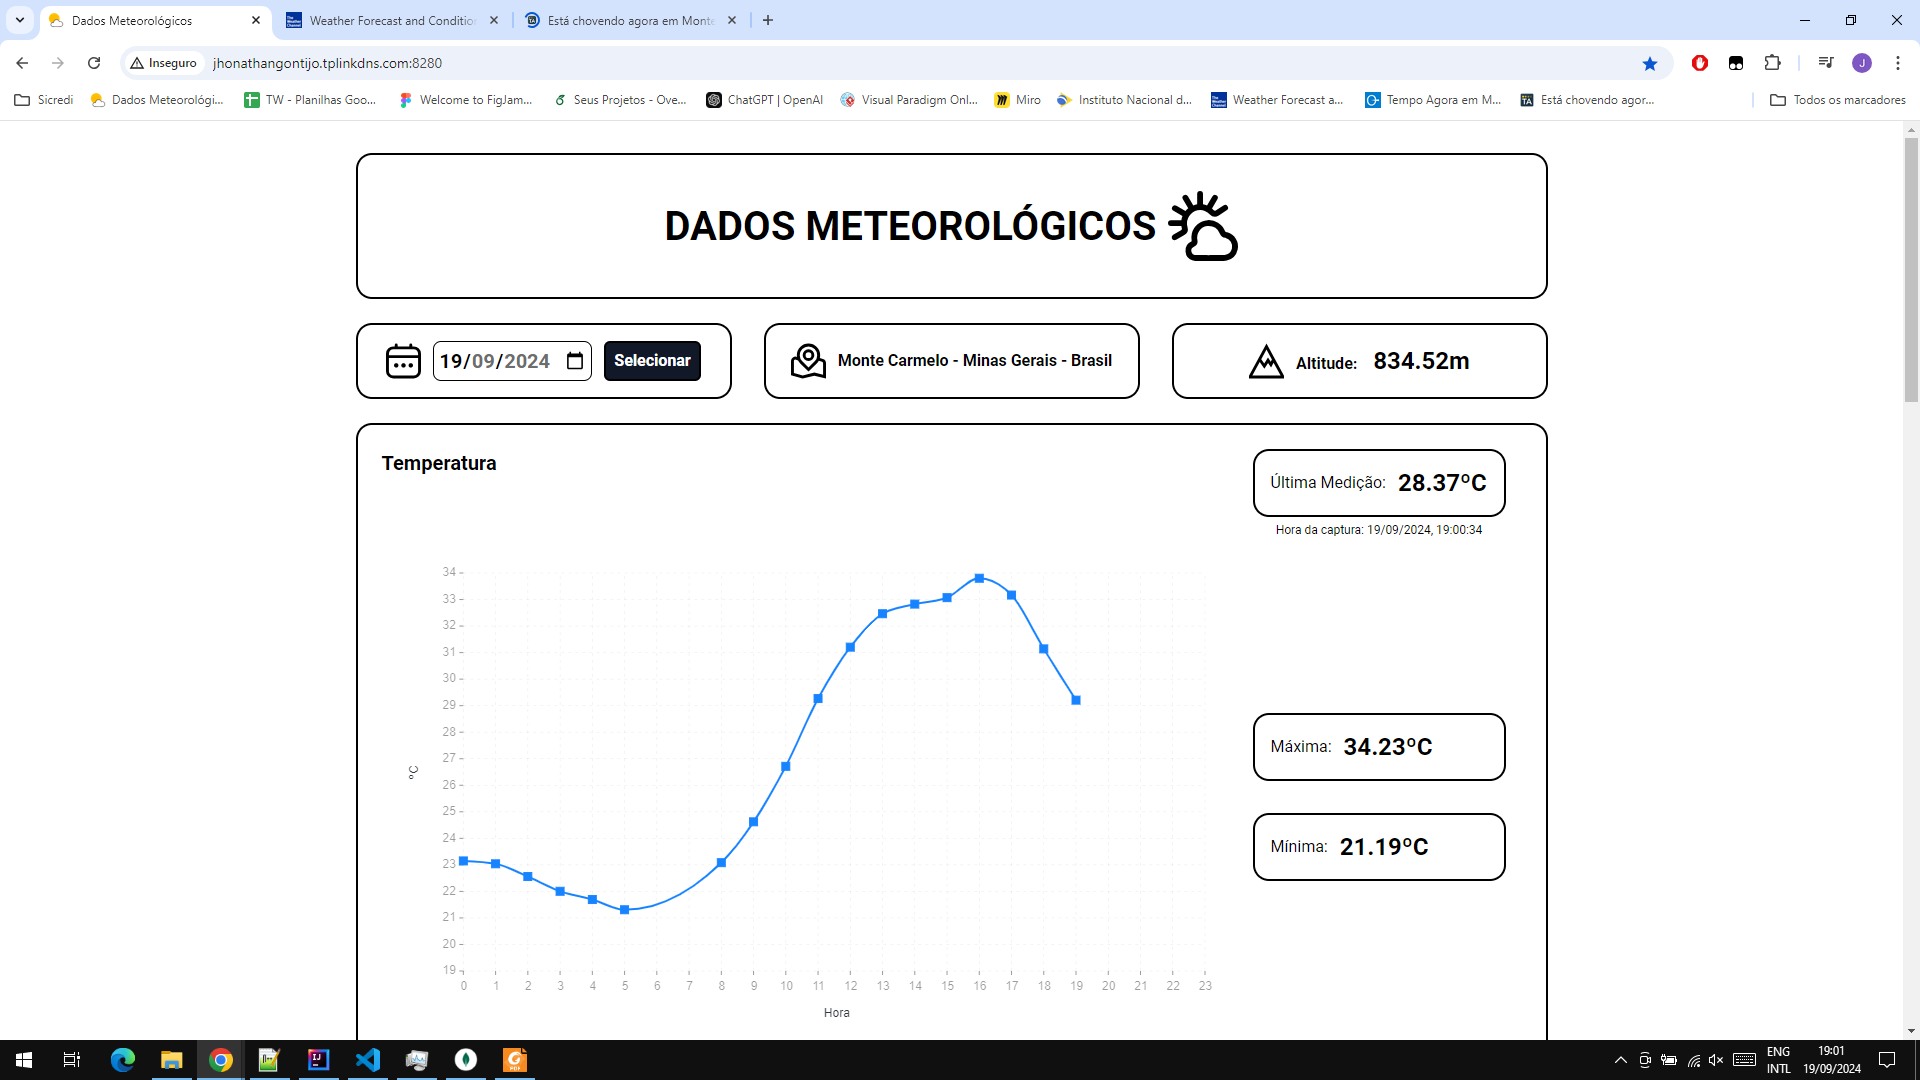 Dados Meteorológicos
Weather Forecast and Conditio
Está chovendo agora em Monte
Inseguro
jhonathangontijo.tplinkdns.com:8280
J
Sicredi
Dados Meteorológi...
TW - Planilhas Goo...
Welcome to FigJam...
Seus Projetos - Ove...
ChatGPT | OpenAI
Visual Paradigm Onl...
Miro
Instituto Nacional d...
Weather Forecast a...
Tempo Agora em M...
Está chovendo agor...
Todos os marcadores
DADOS METEOROLÓGICOS
19/09/2024
Selecionar
Monte Carmelo - Minas Gerais - Brasil
Altitude: 834.52m
Temperatura
Última Medição: 28.37ºC
Hora da captura: 19/09/2024, 19:00:34
Máxima: 34.23ºC
Mínima: 21.19ºC
34
33
32
31
30
29
28
27
26
25
24
23
22
21
20
19
ºC
0 1 2 3 4 5 6 7 8 9 10 11 12 13 14 15 16 17 18 19 20 21 22 23
Hora
ENG
INTL
19:01
19/09/2024